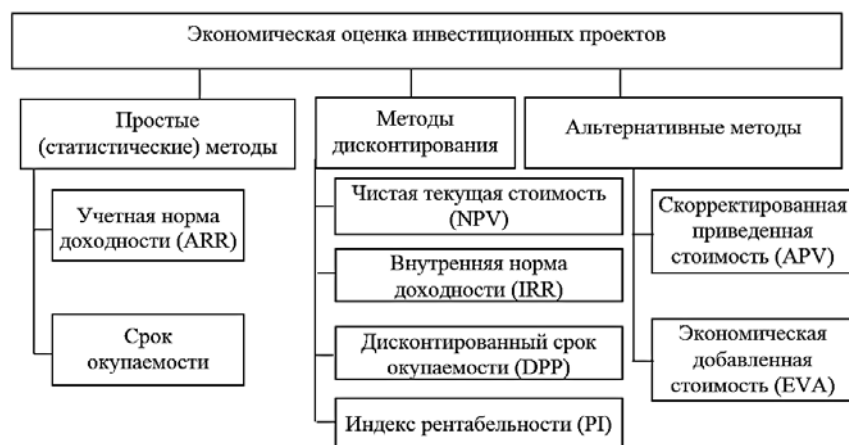 Экономическая оценка инвестиционных проектов
Простые
(статистические) методы
Учетная норма
доходности (ARR)
Срок
окупаемости
Методы
дисконтирования
Чистая текущая стоимость
(NPV)
Внутренняя норма
доходности (IRR)
Дисконтированный срок
окупаемости (DPP)
Индекс рентабельности (PI)
Альтернативные методы
Скорректированная
приведенная
стоимость (APV)
Экономическая
добавленная
стоимость (EVA)